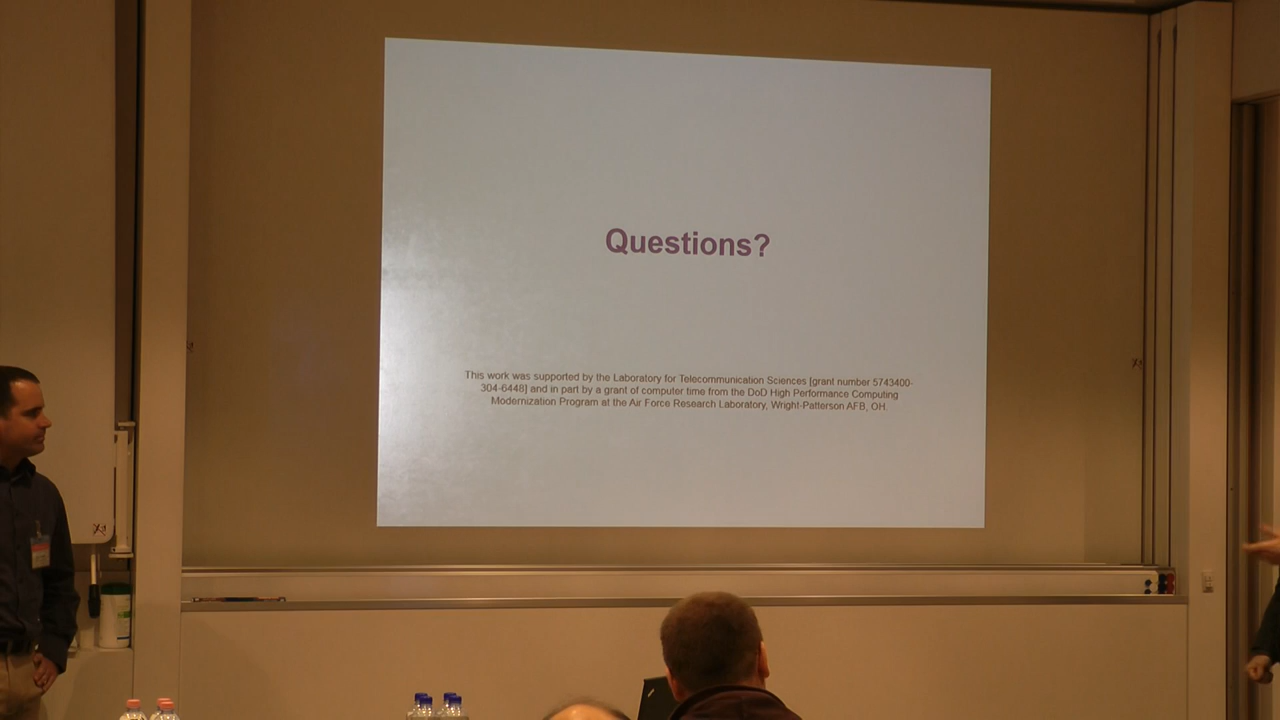 Questions?
This work was supported by the Laboratory for Telecommunication Sciences [grant number 5743400-
304-6448] and in part by a grant of computer time from the DoD High Performance Computing
Modernization Program at the Air Force Research Laboratory, Wright-Patterson AFB, OH.